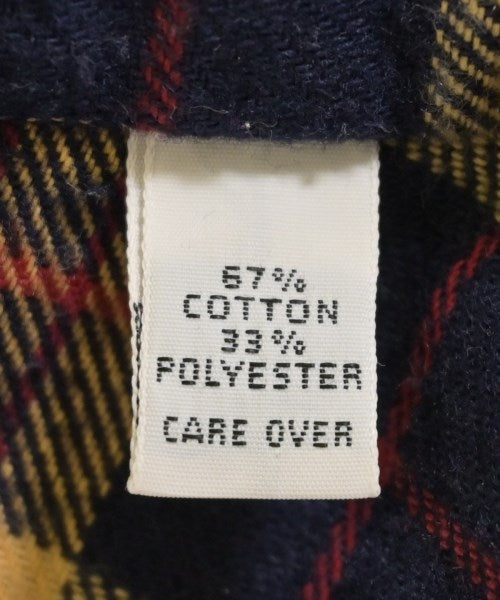 67%
COTTON
33%
POLYESTER
CARE OVER